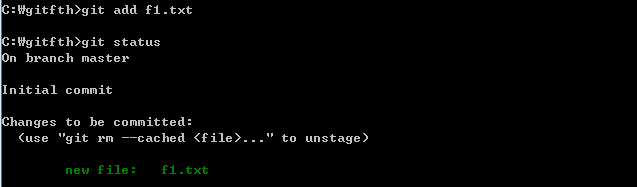 C:₩gitfth>git add f1.txt
C:₩gitfth>git status
On branch master
Initial commit
Changes to be committed:
(use "git rm --cached <file>..." to unstage)
new file:   f1.txt